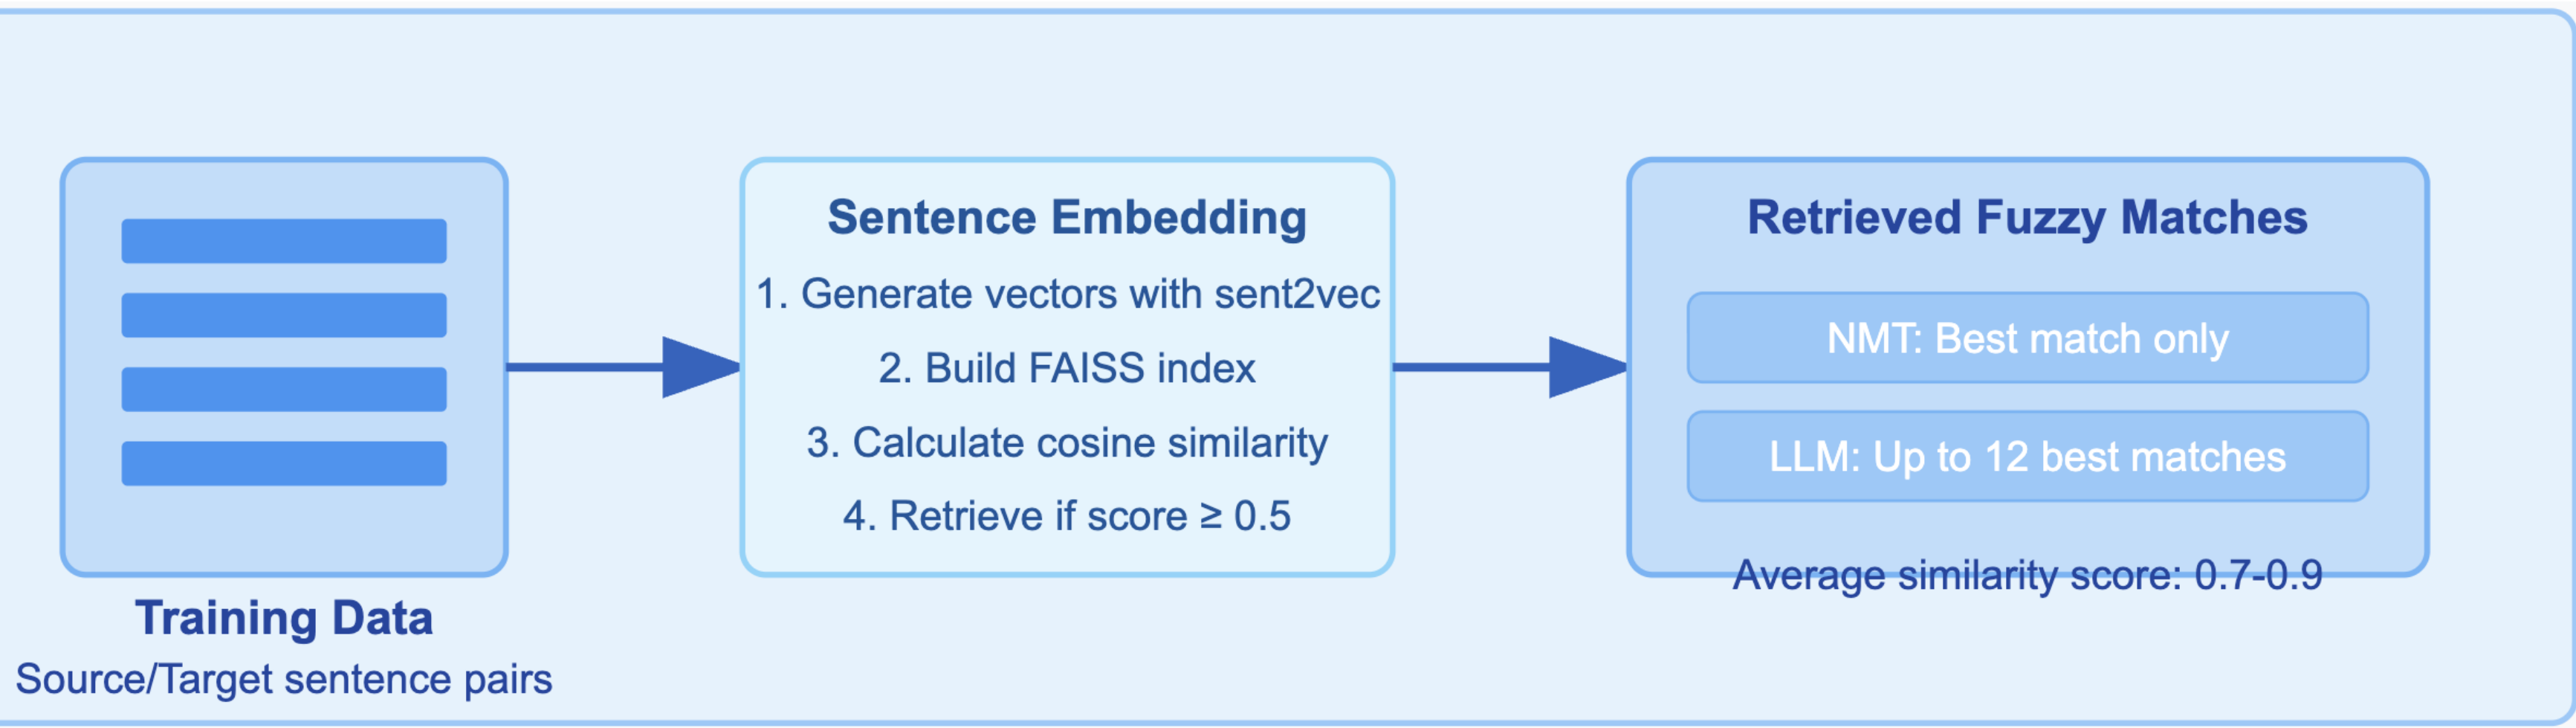 Training Data
Source/Target sentence pairs
Sentence Embedding
1. Generate vectors with sent2vec
2. Build FAISS index
3. Calculate cosine similarity
4. Retrieve if score ≥ 0.5
Retrieved Fuzzy Matches
NMT: Best match only
LLM: Up to 12 best matches
Average similarity score: 0.7-0.9